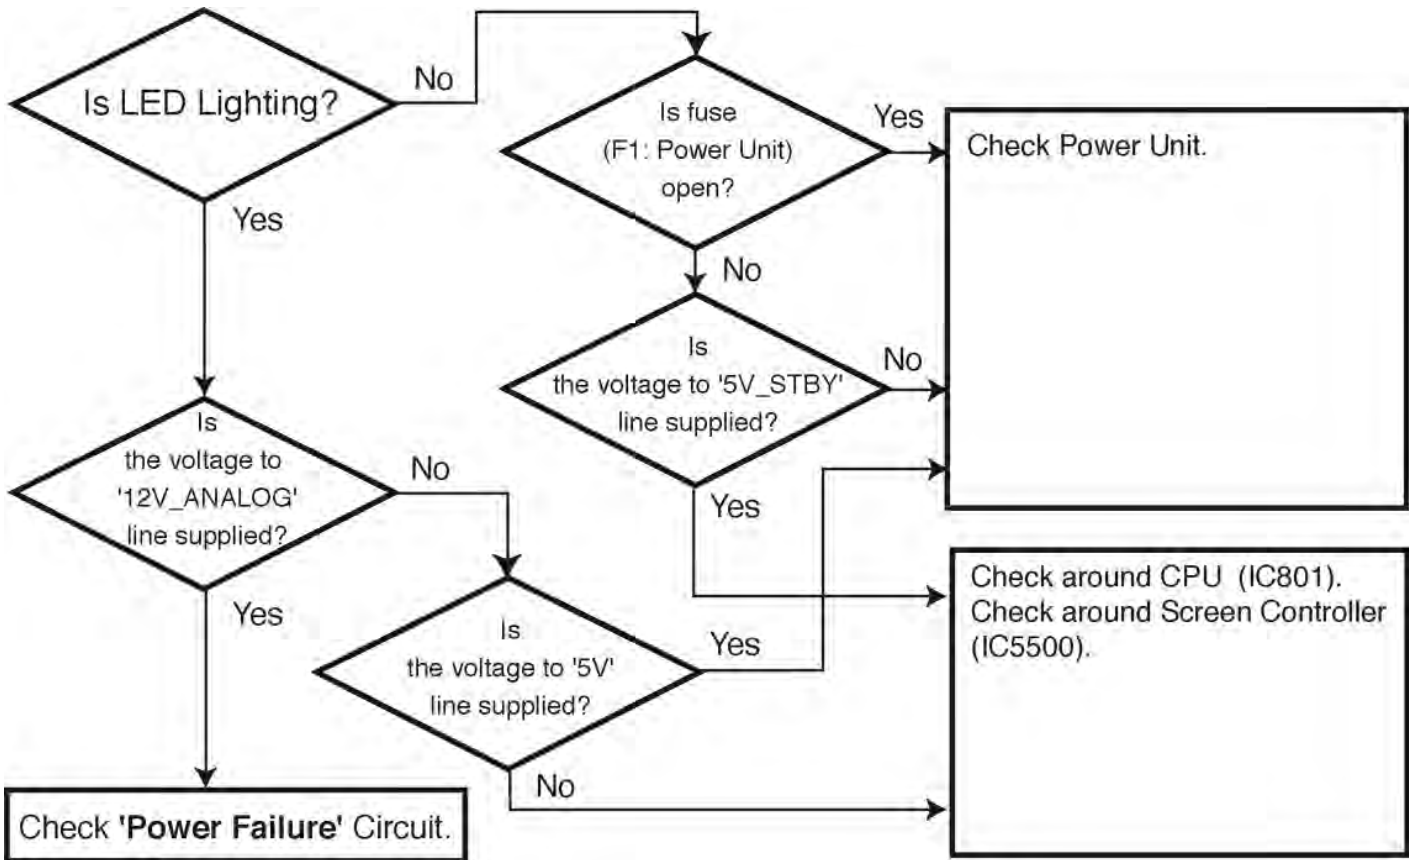 Is LED Lighting?
No
Yes
Is fuse
(F1: Power Unit)
open?
Yes
No
Check Power Unit.
Is
the voltage to '5V_STBY'
line supplied?
No
Yes
Is
the voltage to
'12V_ANALOG'
line supplied?
No
Yes
Is
the voltage to '5V'
line supplied?
Yes
No
Check around CPU (IC801).
Check around Screen Controller
(IC5500).
Check 'Power Failure' Circuit.